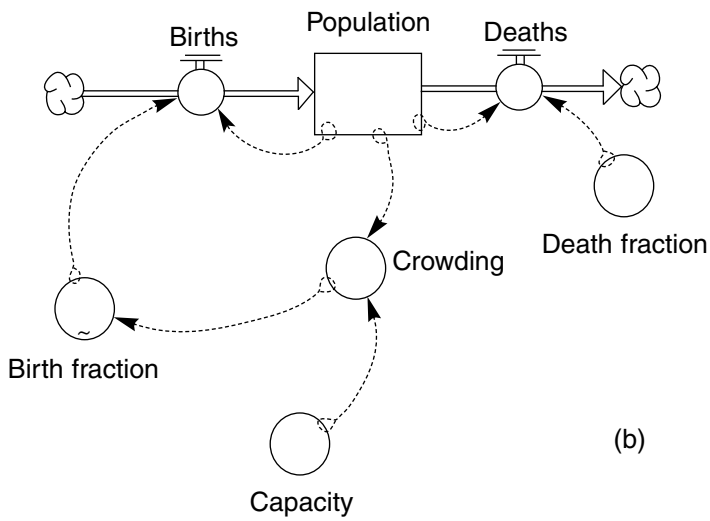 Population
Births
Deaths
Death fraction
Crowding
~
Birth fraction
(b)
Capacity